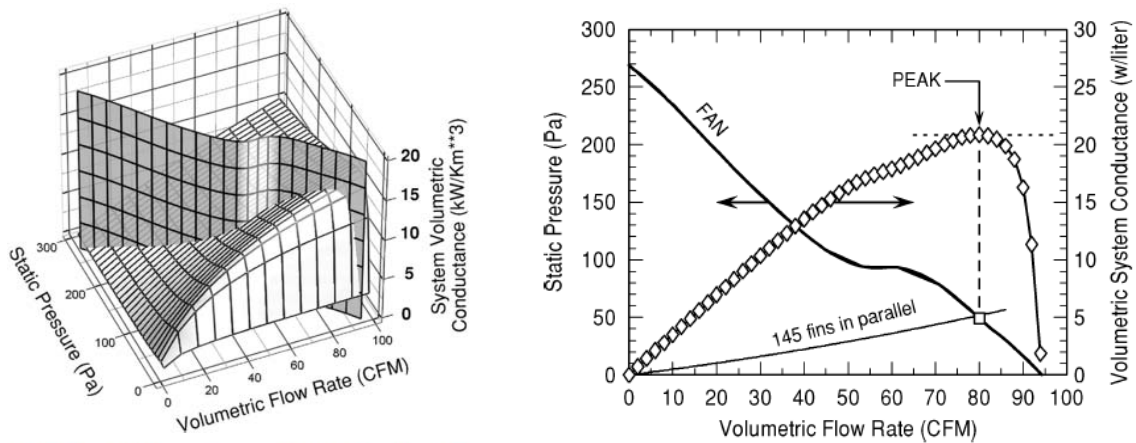 20
15
10
5
0
System Volumetric
Conductance (kW/Km**3)
300
200
100
0
Static Pressure (Pa)
0
20
40
60
80
100
Volumetric Flow Rate (CFM)
300
250
200
150
100
50
0
Static Pressure (Pa)
FAN
PEAK
145 fins in parallel
30
25
20
15
10
5
0
Volumetric System Conductance (w/liter)
0 10 20 30 40 50 60 70 80 90 100
Volumetric Flow Rate (CFM)